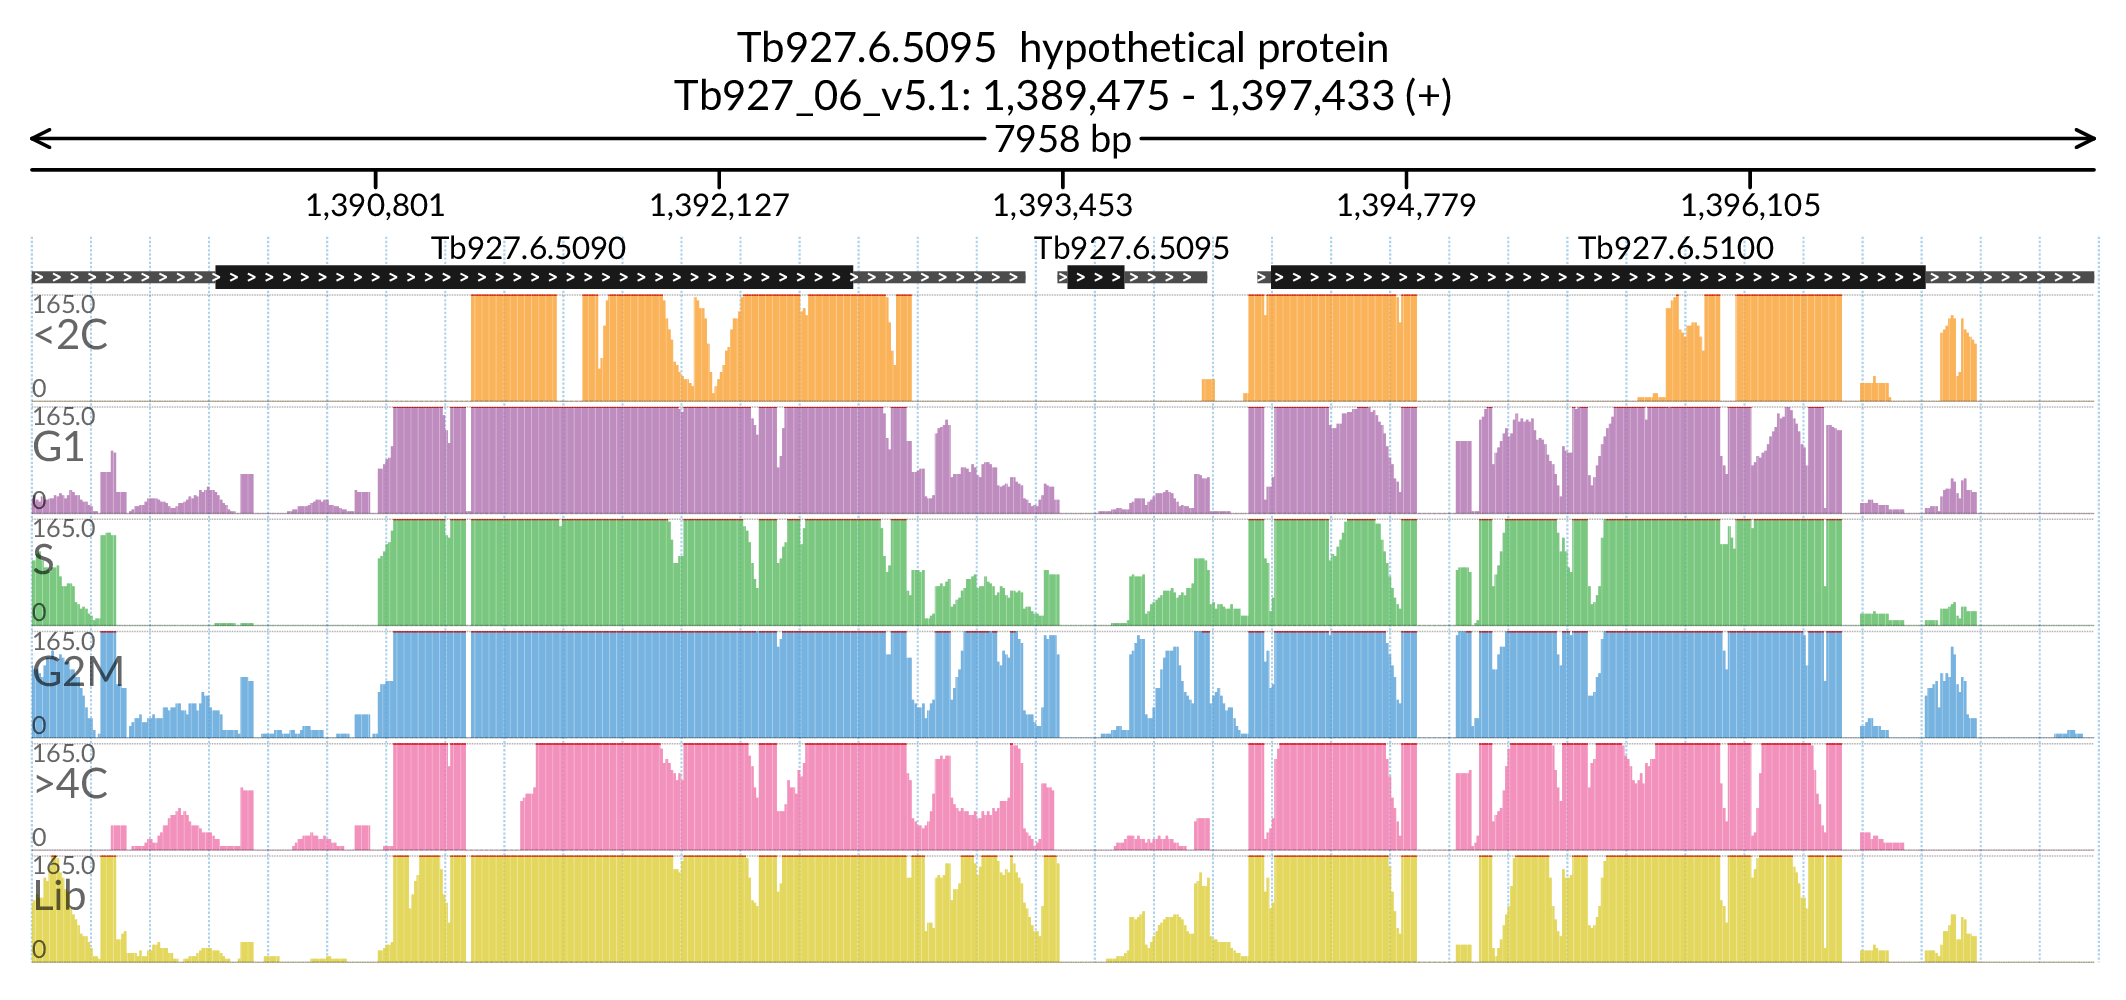 Tb927.6.5095  hypothetical protein
Tb927_06_v5.1: 1,389,475 - 1,397,433 (+)
7958 bp
1,390,801 1,392,127 1,393,453 1,394,779 1,396,105
Tb927.6.5090 Tb927.6.5095 Tb927.6.5100
165.0
<2C
0
165.0
G1
0
165.0
S
0
165.0
G2M
0
165.0
>4C
0
165.0
Lib
0